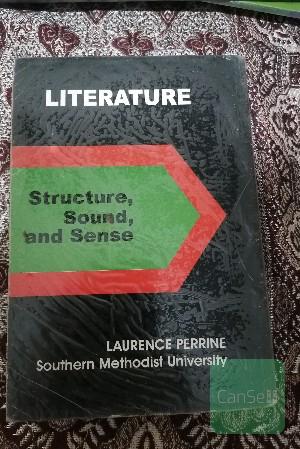 LITERATURE
Structure,
Sound,
and Sense
LAURENCE PERRINE
Southern Methodist University
CanSell